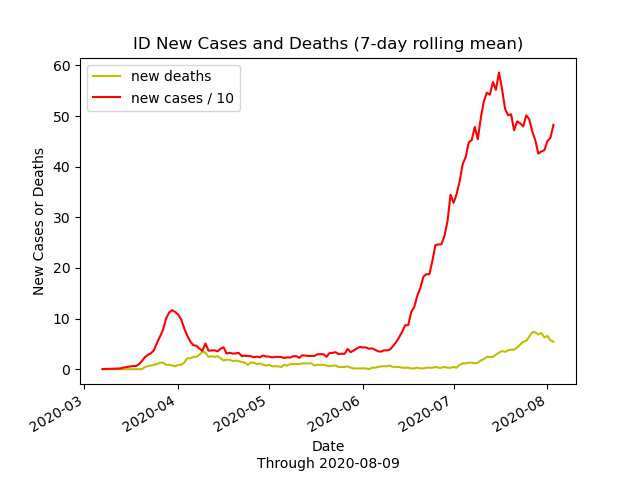 ID New Cases and Deaths (7-day rolling mean)
new deaths
new cases / 10
60
50
40
30
20
10
0
New Cases or Deaths
2020-03
2020-04
2020-05
2020-06
2020-07
2020-08
Date
Through 2020-08-09